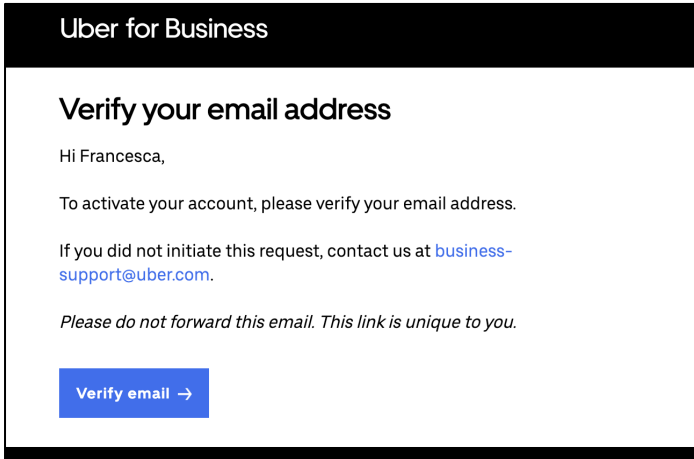 Uber for Business
Verify your email address
Hi Francesca,
To activate your account, please verify your email address.
If you did not initiate this request, contact us at business-
support@uber.com.
Please do not forward this email. This link is unique to you.
Verify email →